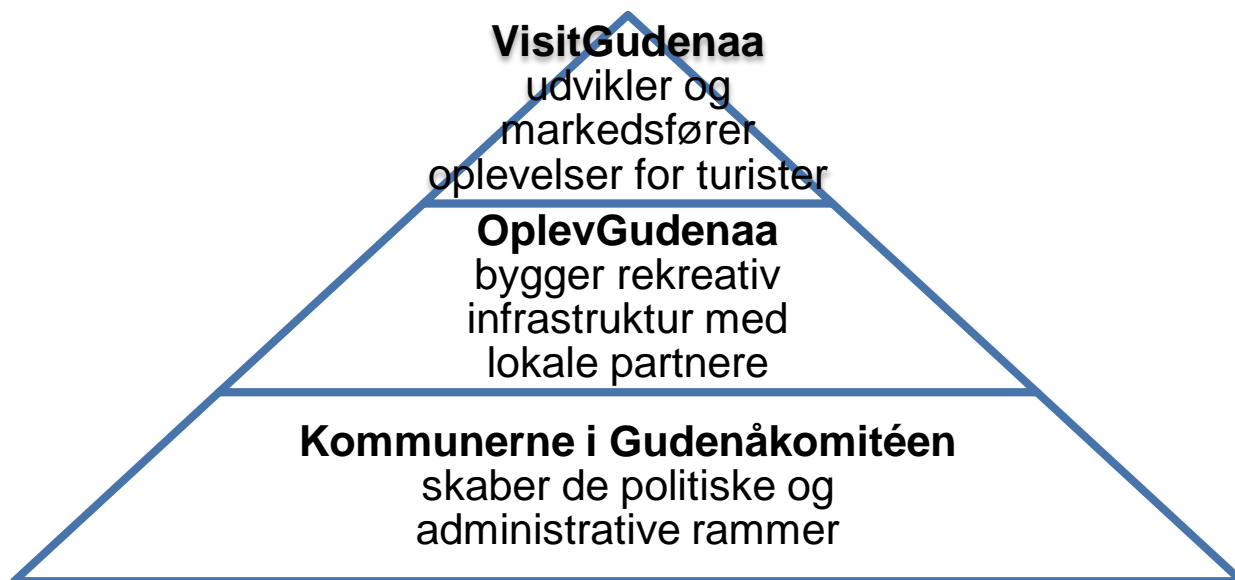 VisitGudenaa
udvikler og
markedsfører
oplevelser for turister
OplevGudenaa
bygger rekreativ
infrastruktur med
lokale partnere
Kommunerne i Gudenåkomitéen
skaber de politiske og
administrative rammer